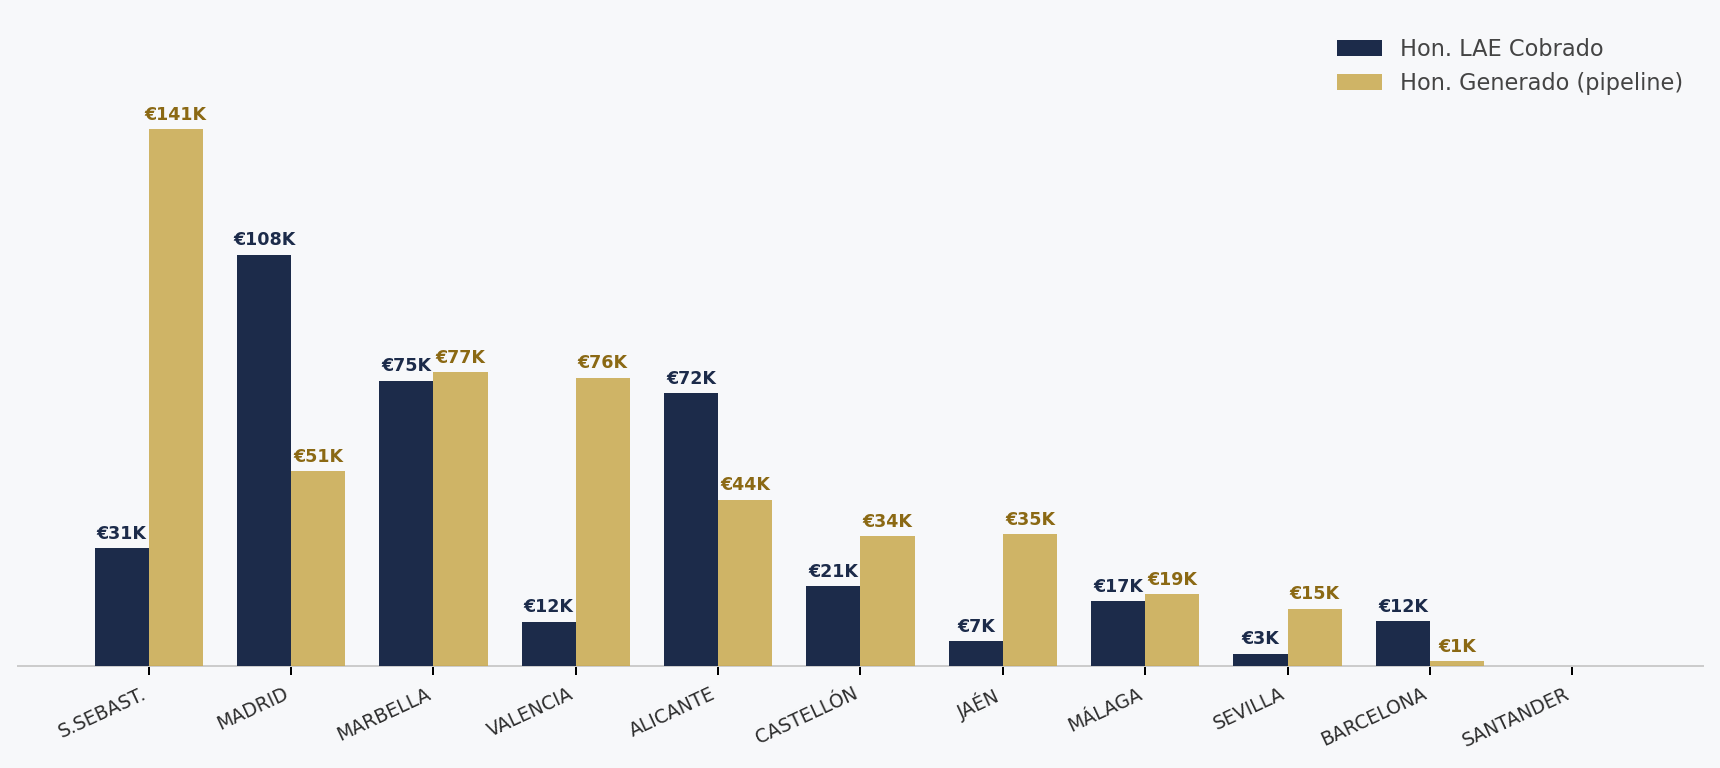 Hon. LAE Cobrado
Hon. Generado (pipeline)
€141K
€108K
€75K
€77K
€76K
€72K
€51K
€44K
€31K
€34K
€35K
€21K
€17K
€19K
€12K
€7K
€3K
€15K
€12K
€1K
S.SEBAST.
MADRID
MARBELLA
VALENCIA
ALICANTE
CASTELLÓN
JAÉN
MÁLAGA
SEVILLA
BARCELONA
SANTANDER